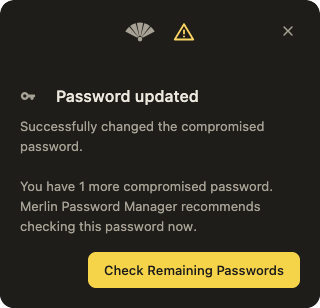 Password updated
Successfully changed the compromised
password.
You have 1 more compromised password.
Merlin Password Manager recommends
checking this password now.
Check Remaining Passwords